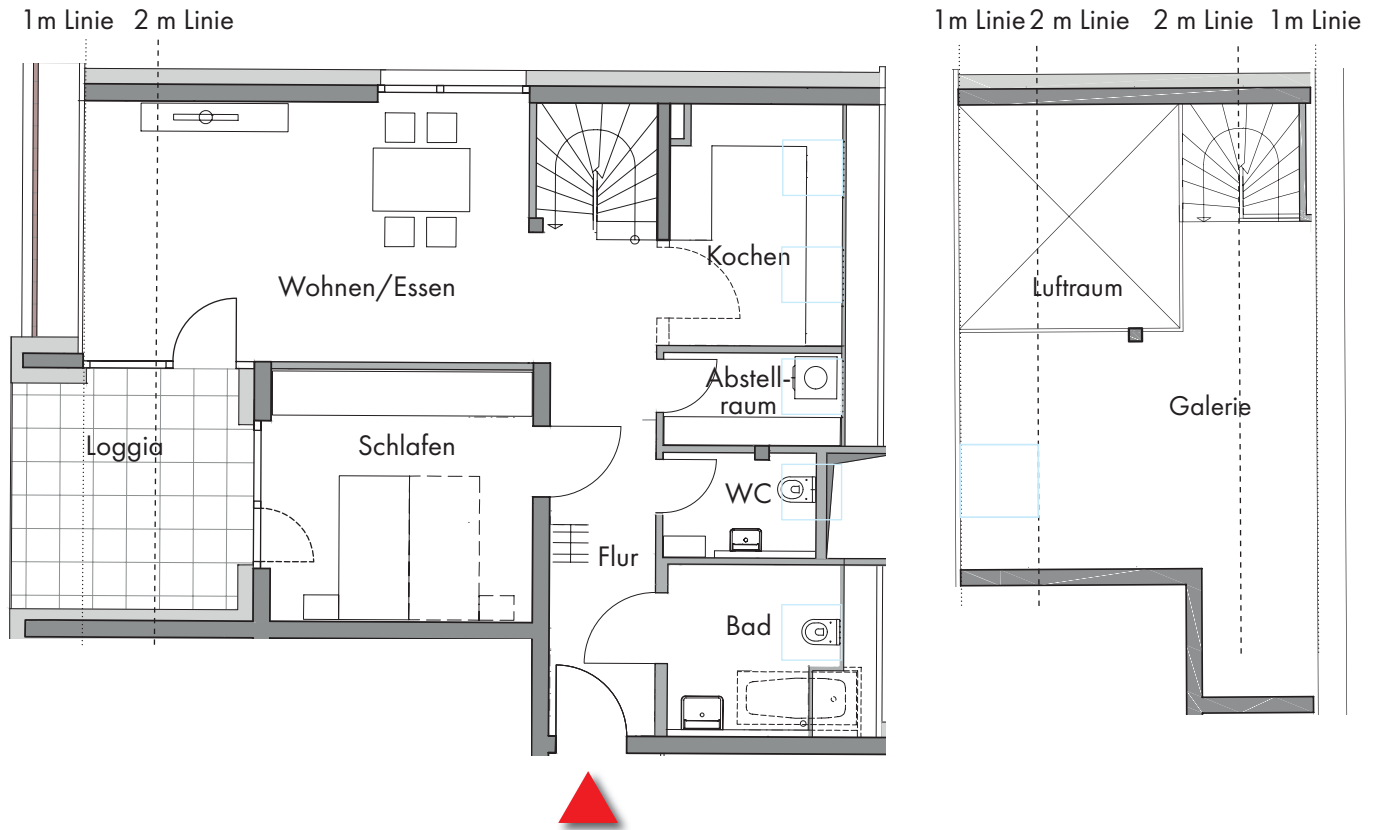 1m Linie 2 m Linie
1m Linie 2 m Linie 2 m Linie 1m Linie
Kochen
Wohnen/Essen
Luftraum
Abstell-
raum
Galerie
Loggia
Schlafen
WC
Flur
Bad